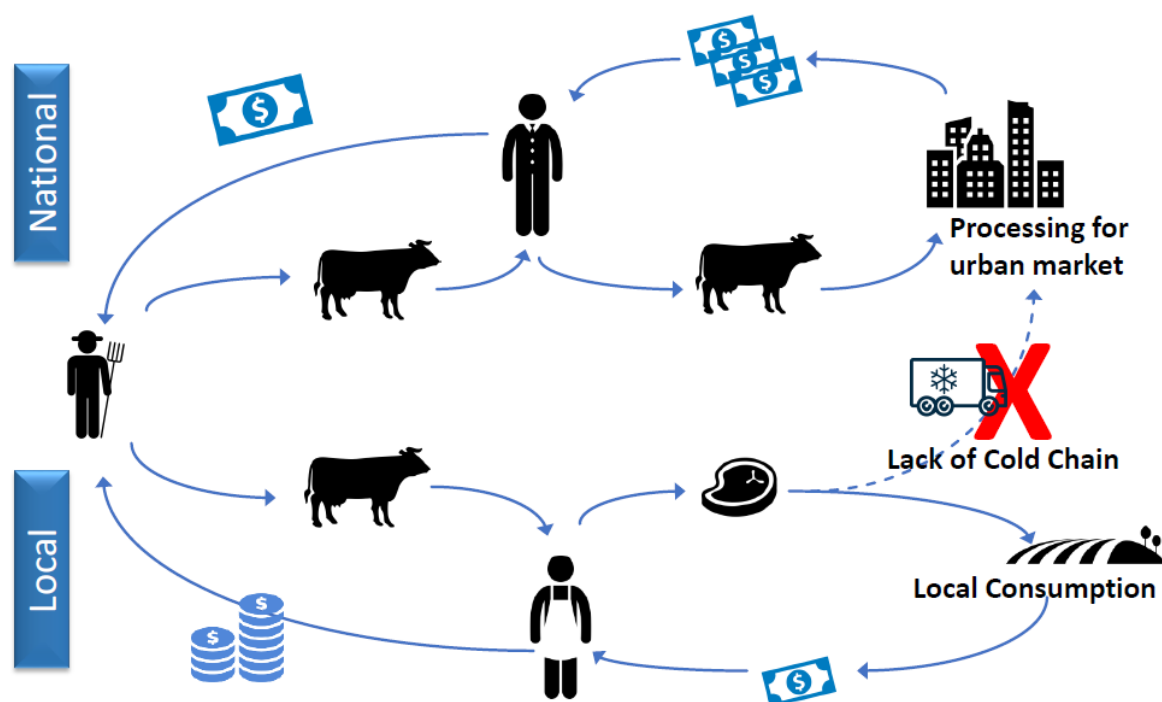 National
$
$
$
$
Processing for
urban market
Lack of Cold Chain
Local
Local Consumption
$
$
$